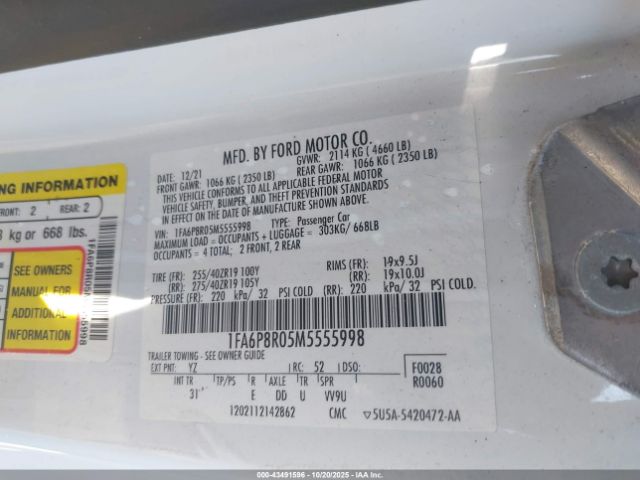 MFD. BY FORD MOTOR CO.
DATE: 12/21
GVWR: 2114 KG ( 4660 LB)
FRONT GAWR: 1066 KG ( 2350 LB)
REAR GAWR: 1066 KG ( 2350 LB)
THIS VEHICLE CONFORMS TO ALL APPLICABLE FEDERAL MOTOR
VEHICLE SAFETY, BUMPER, AND THEFT PREVENTION STANDARDS
IN EFFECT ON THE DATE OF MANUFACTURE SHOWN ABOVE.
VIN: 1FA6P8R05M5555998 TYPE: Passenger Car
MAXIMUM LOAD = OCCUPANTS + LUGGAGE = 303KG/ 668LB
OCCUPANTS = 4 TOTAL; 2 FRONT, 2 REAR
TIRE (FR): 255/40ZR19 100Y RIMS (FR): 19x9.5J
(RR): 275/40ZR19 105Y (RR): 19x10.0J
PRESSURE (FR): 220 kPa/ 32 PSI COLD (RR): 220 kPa/ 32 PSI COLD.
1FA6P8R05M5555998
TRAILER TOWING - SEE OWNER GUIDE
EXT PNT: YZ RC: 52 DSO:
F0028
R0060
INT TR TP/PS R AXLE TR SPR
31 E DD U VV9U
1202112142862 CMC ▽5U5A-5420472-AA
NG INFORMATION
FRONT: 2 REAR: 2
kg or 668 lbs.
SEE OWNERS
MANUAL FOR
ADDITIONAL
INFORMATION
000-43491596 - 10/20/2025 - IAA Inc.